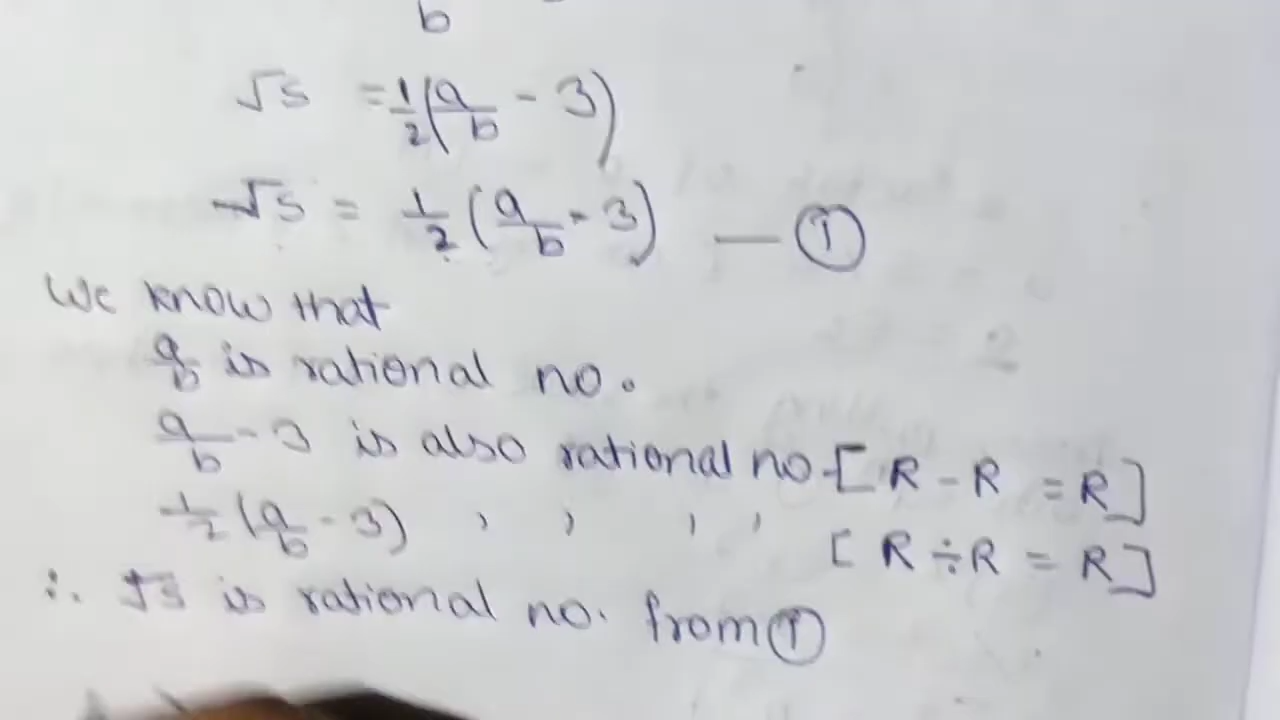 b
√5 = 1/2 (a/b - 3)
√5 = 1/2 (a/b - 3) — ①
We know that
a/b is rational no.
a/b - 3 is also rational no. [R - R = R]
1/2 (a/b - 3) , , , , [R ÷ R = R]
∴ √5 is rational no. from ①